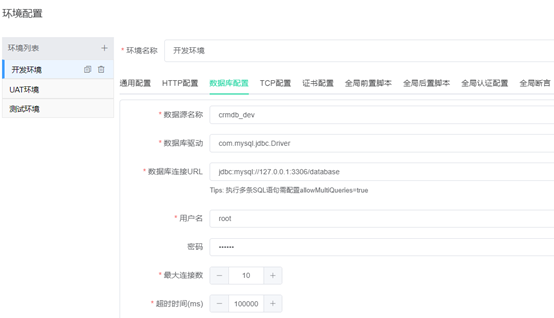 环境配置
环境列表
开发环境
UAT环境
测试环境
* 环境名称 开发环境
通用配置 HTTP配置 数据库配置 TCP配置 证书配置 全局前置脚本 全局后置脚本 全局认证配置 全局断言
* 数据源名称 crmdb_dev
* 数据库驱动 com.mysql.jdbc.Driver
* 数据库连接URL jdbc:mysql://127.0.0.1:3306/database
Tips: 执行多条SQL语句需配置allowMultiQueries=true
* 用户名 root
密码 ••••••
* 最大连接数 − 10 +
* 超时时间(ms) − 100000 +